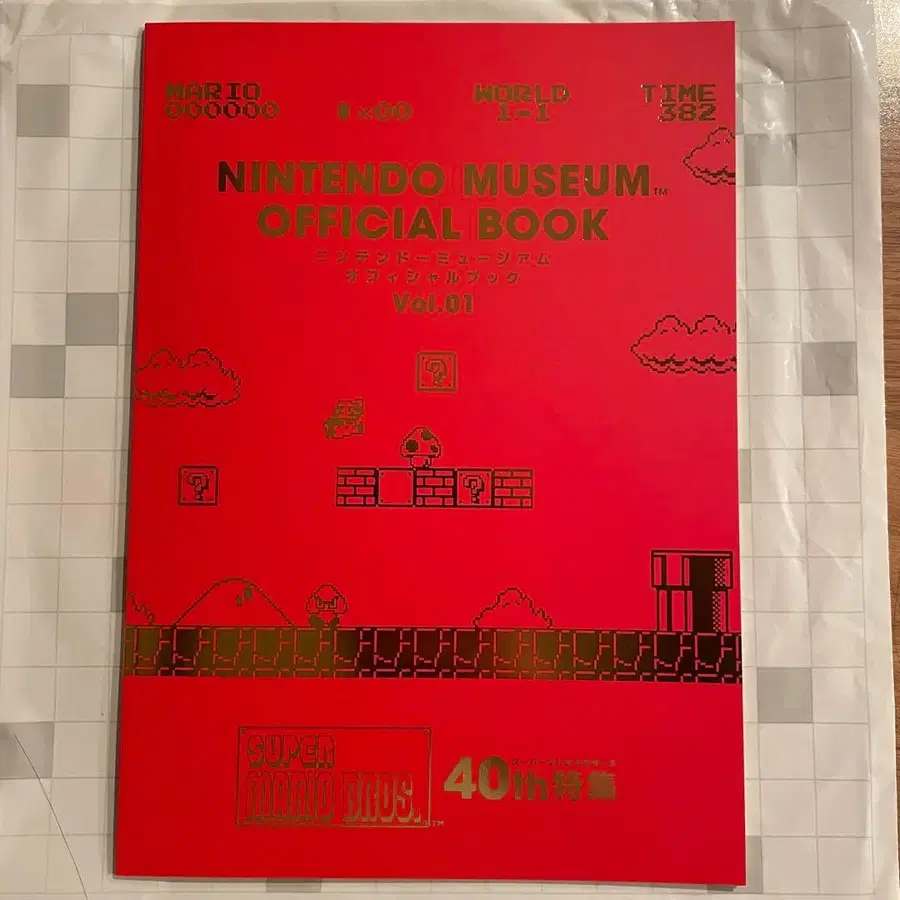 MARIO
000000
×00
WORLD
1-1
TIME
382
NINTENDO MUSEUM™
OFFICIAL BOOK
ニンテンドーミュージアム
オフィシャルブック
Vol.01
?
?
?
SUPER
MARIO BROS.™
40th特集